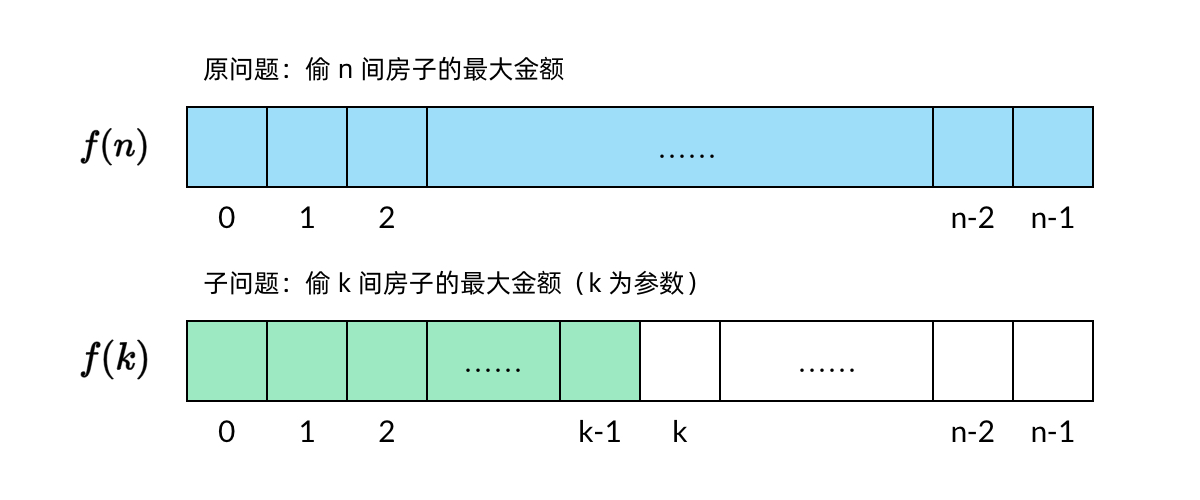 原问题：偷 n 间房子的最大金额
f(n)
……
0 1 2 n-2 n-1
子问题：偷 k 间房子的最大金额（k 为参数）
f(k)
…… ……
0 1 2 k-1 k n-2 n-1